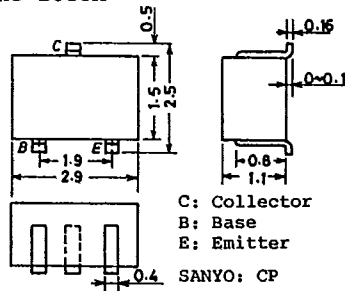 C
0.5
0.16
1.5
2.5
0~0.1
B
E
1.9
2.9
0.8
1.1
C: Collector
B: Base
E: Emitter
0.4
SANYO: CP